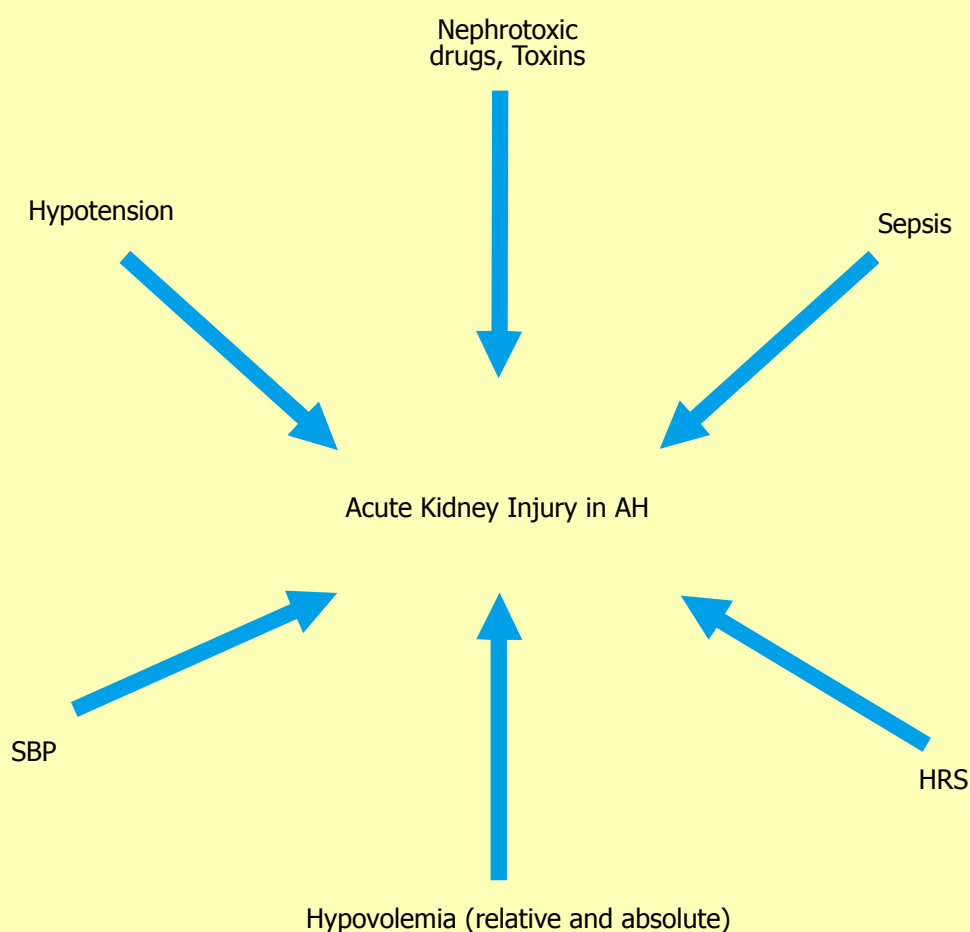 Nephrotoxic
drugs, Toxins
Hypotension
Sepsis
Acute Kidney Injury in AH
SBP
HRS
Hypovolemia (relative and absolute)